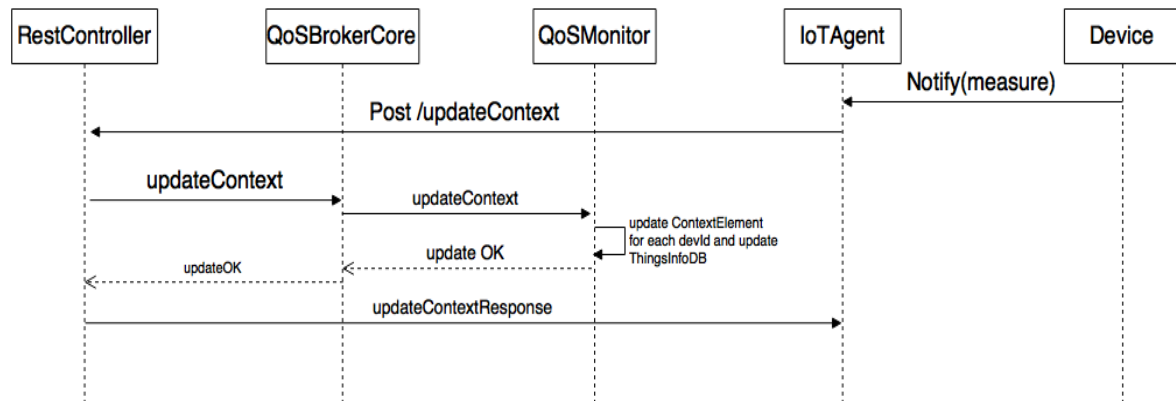 RestController
QoSBrokerCore
QoSMonitor
IoTAgent
Device
Notify(measure)
Post /updateContext
updateContext
updateContext
update ContextElement
for each devId and update
ThingsInfoDB
update OK
updateOK
updateContextResponse